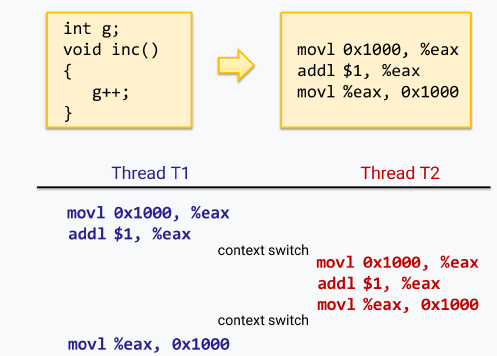 int g;
void inc()
{
g++;
}
movl 0x1000, %eax
addl $1, %eax
movl %eax, 0x1000
Thread T1
Thread T2
movl 0x1000, %eax
addl $1, %eax
context switch
movl 0x1000, %eax
addl $1, %eax
movl %eax, 0x1000
context switch
movl %eax, 0x1000